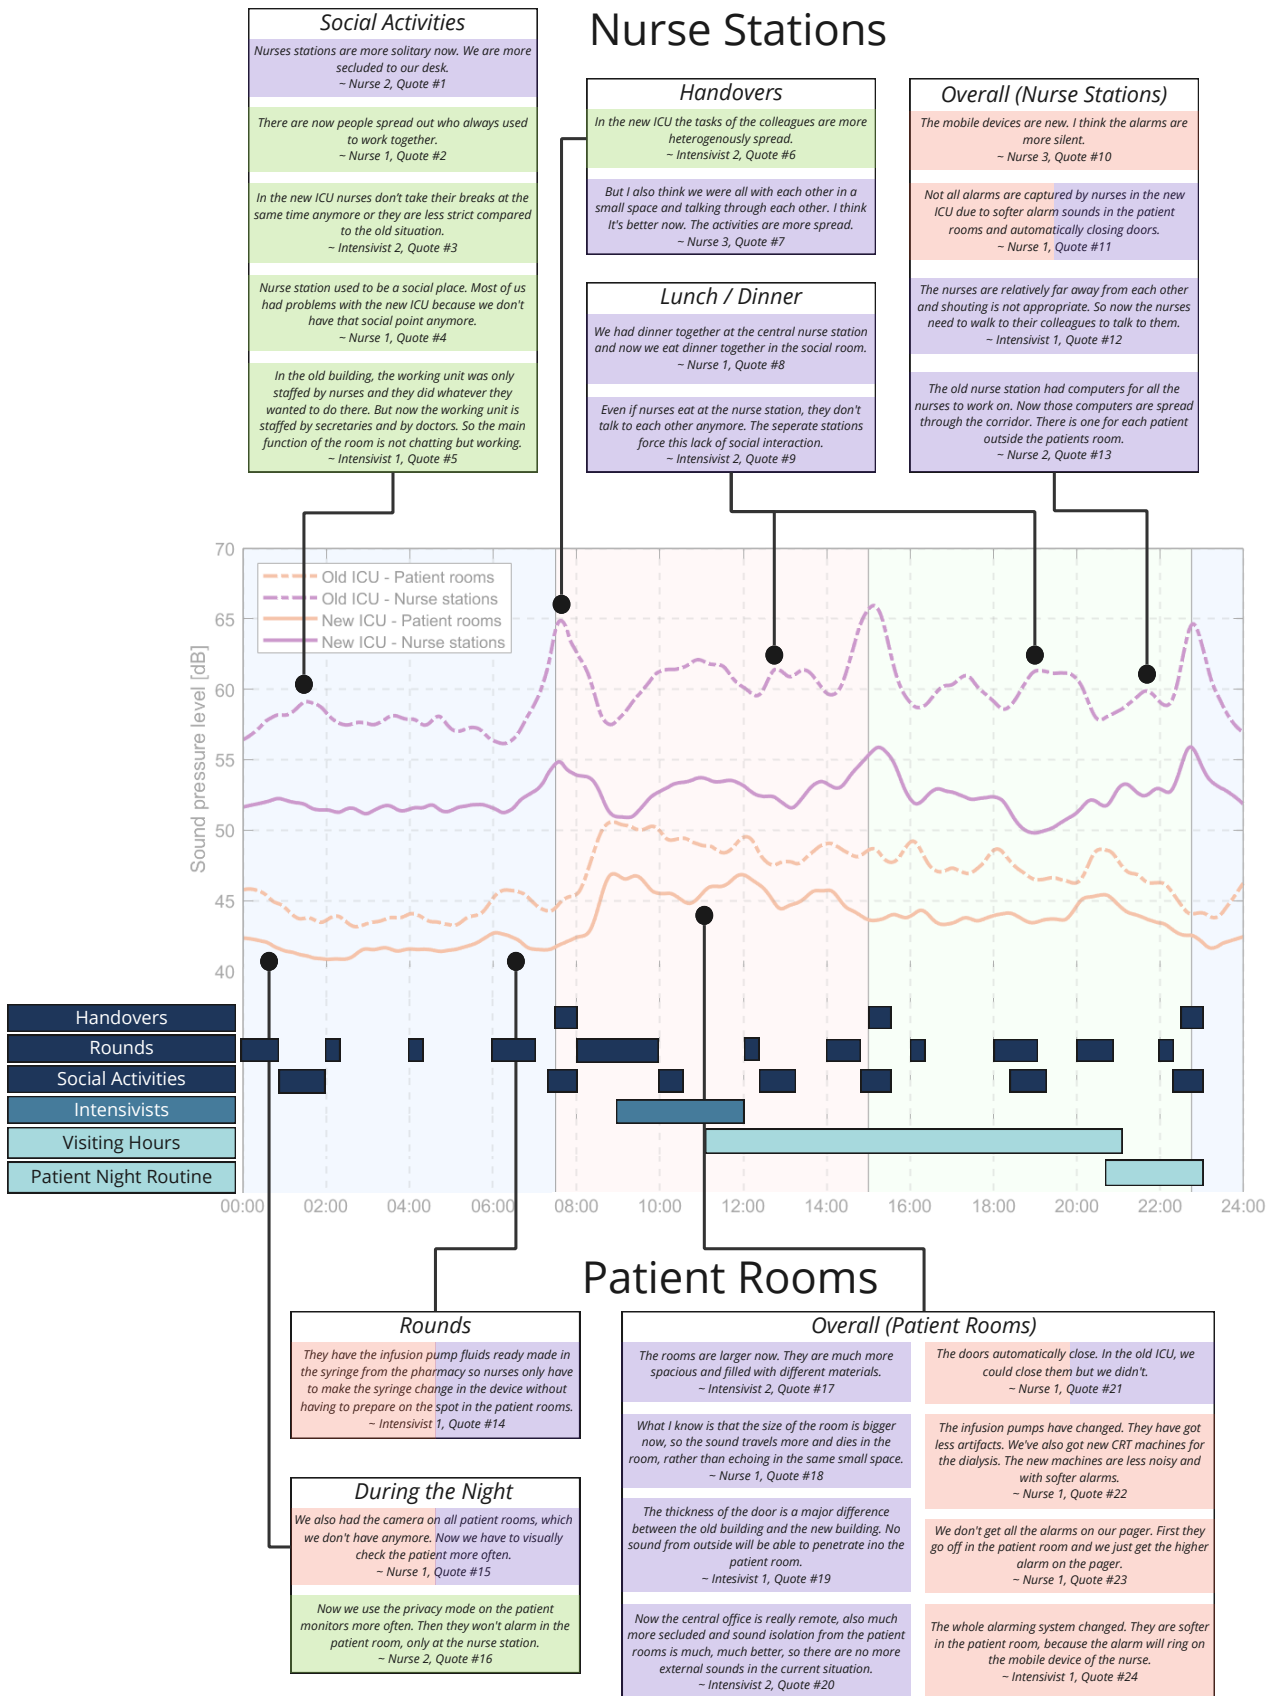 Nurse Stations
Social Activities
Nurses stations are more solitary now. We are more
secluded to our desk.
~ Nurse 2, Quote #1
There are now people spread out who always used
to work together.
~ Nurse 1, Quote #2
In the new ICU nurses don't take their breaks at the
same time anymore or they are less strict compared
to the old situation.
~ Intensivist 2, Quote #3
Nurse station used to be a social place. Most of us
had problems with the new ICU because we don't
have that social point anymore.
~ Nurse 1, Quote #4
In the old building, the working unit was only
staffed by nurses and they did whatever they
wanted to do there. But now the working unit is
staffed by secretaries and by doctors. So the main
function of the room is not chatting but working.
~ Intensivist 1, Quote #5
Handovers
In the new ICU the tasks of the colleagues are more
heterogenously spread.
~ Intensivist 2, Quote #6
But I also think we were all with each other in a
small space and talking through each other. I think
It's better now. The activities are more spread.
~ Nurse 3, Quote #7
Lunch / Dinner
We had dinner together at the central nurse station
and now we eat dinner together in the social room.
~ Nurse 1, Quote #8
Even if nurses eat at the nurse station, they don't
talk to each other anymore. The seperate stations
force this lack of social interaction.
~ Intensivist 2, Quote #9
Overall (Nurse Stations)
The mobile devices are new. I think the alarms are
more silent.
~ Nurse 3, Quote #10
Not all alarms are captured by nurses in the new
ICU due to softer alarm sounds in the patient
rooms and automatically closing doors.
~ Nurse 1, Quote #11
The nurses are relatively far away from each other
and shouting is not appropriate. So now the nurses
need to walk to their colleagues to talk to them.
~ Intensivist 1, Quote #12
The old nurse station had computers for all the
nurses to work on. Now those computers are spread
through the corridor. There is one for each patient
outside the patients room.
~ Nurse 2, Quote #13
70
65
60
55
50
45
40
Sound pressure level [dB]
Old ICU - Patient rooms
Old ICU - Nurse stations
New ICU - Patient rooms
New ICU - Nurse stations
Handovers
Rounds
Social Activities
Intensivists
Visiting Hours
Patient Night Routine
00:00 02:00 04:00 06:00 08:00 10:00 12:00 14:00 16:00 18:00 20:00 22:00 24:00
Patient Rooms
Rounds
They have the infusion pump fluids ready made in
the syringe from the pharmacy so nurses only have
to make the syringe change in the device without
having to prepare on the spot in the patient rooms.
~ Intensivist 1, Quote #14
During the Night
We also had the camera on all patient rooms, which
we don't have anymore. Now we have to visually
check the patient more often.
~ Nurse 1, Quote #15
Now we use the privacy mode on the patient
monitors more often. Then they won't alarm in the
patient room, only at the nurse station.
~ Nurse 2, Quote #16
Overall (Patient Rooms)
The rooms are larger now. They are much more
spacious and filled with different materials.
~ Intensivist 2, Quote #17
What I know is that the size of the room is bigger
now, so the sound travels more and dies in the
room, rather than echoing in the same small space.
~ Nurse 1, Quote #18
The thickness of the door is a major difference
between the old building and the new building. No
sound from outside will be able to penetrate ino the
patient room.
~ Intesivist 1, Quote #19
Now the central office is really remote, also much
more secluded and sound isolation from the patient
rooms is much, much better, so there are no more
external sounds in the current situation.
~ Intensivist 2, Quote #20
The doors automatically close. In the old ICU, we
could close them but we didn't.
~ Nurse 1, Quote #21
The infusion pumps have changed. They have got
less artifacts. We've also got new CRT machines for
the dialysis. The new machines are less noisy and
with softer alarms.
~ Nurse 1, Quote #22
We don't get all the alarms on our pager. First they
go off in the patient room and we just get the higher
alarm on the pager.
~ Nurse 1, Quote #23
The whole alarming system changed. They are softer
in the patient room, because the alarm will ring on
the mobile device of the nurse.
~ Intensivist 1, Quote #24